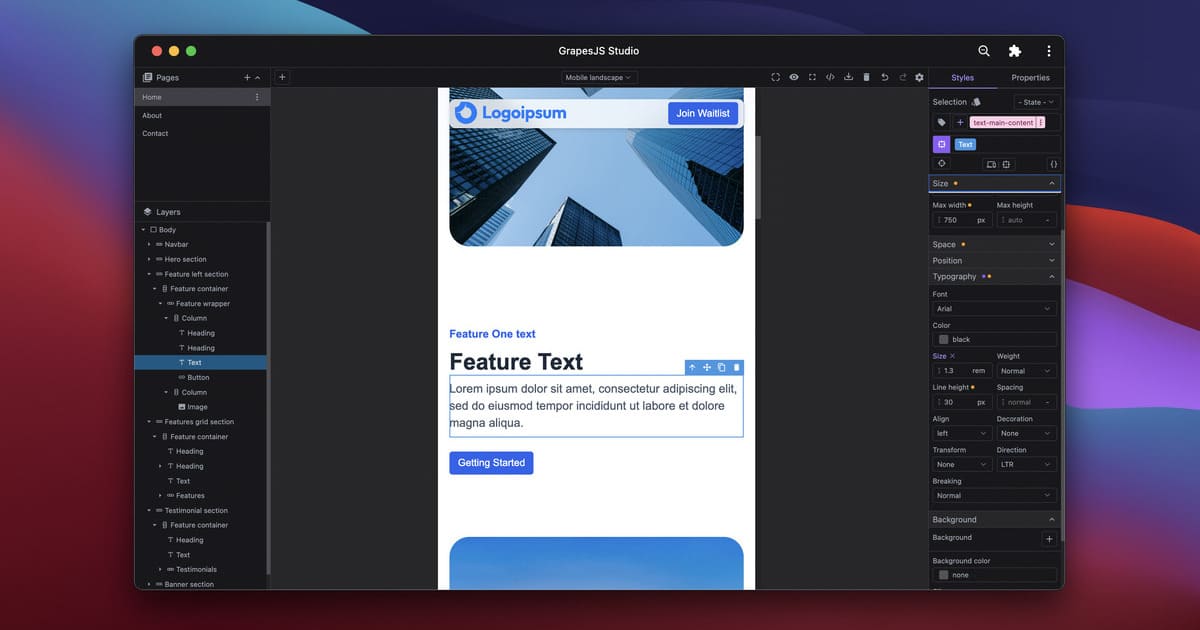 GrapesJS Studio
Pages
Home
About
Contact
Layers
Body
Navbar
Hero section
Feature left section
Feature container
Feature wrapper
Column
Heading
Heading
Text
Button
Column
Image
Features grid section
Feature container
Heading
Heading
Text
Features
Testimonial section
Feature container
Heading
Text
Testimonials
Banner section
Mobile landscape
Logoipsum
Join Waitlist
Feature One text
Feature Text
Lorem ipsum dolor sit amet, consectetur adipiscing elit,
sed do eiusmod tempor incididunt ut labore et dolore
magna aliqua.
Getting Started
Styles Properties
Selection - State -
text-main-content
Text
{}
Size
Max width Max height
750 px auto -
Space
Position
Typography
Font
Arial
Color
black
Size Weight
1.3 rem Normal
Line height Spacing
30 px normal -
Align Decoration
left None
Transform Direction
None LTR
Breaking
Normal
Background
Background
Background color
none